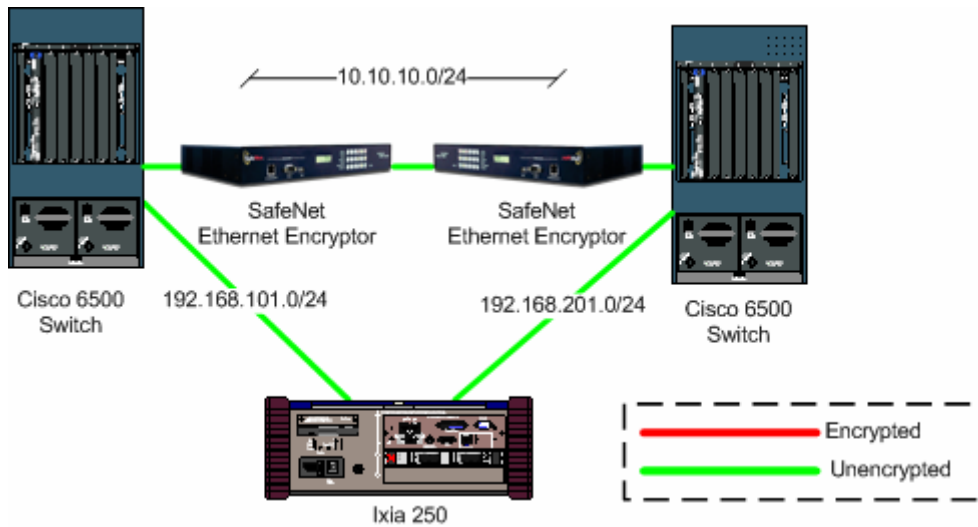 10.10.10.0/24
SafeNet
Ethernet Encryptor
SafeNet
Ethernet Encryptor
Cisco 6500
Switch
192.168.101.0/24
192.168.201.0/24
Cisco 6500
Switch
Ixia 250
Encrypted
Unencrypted